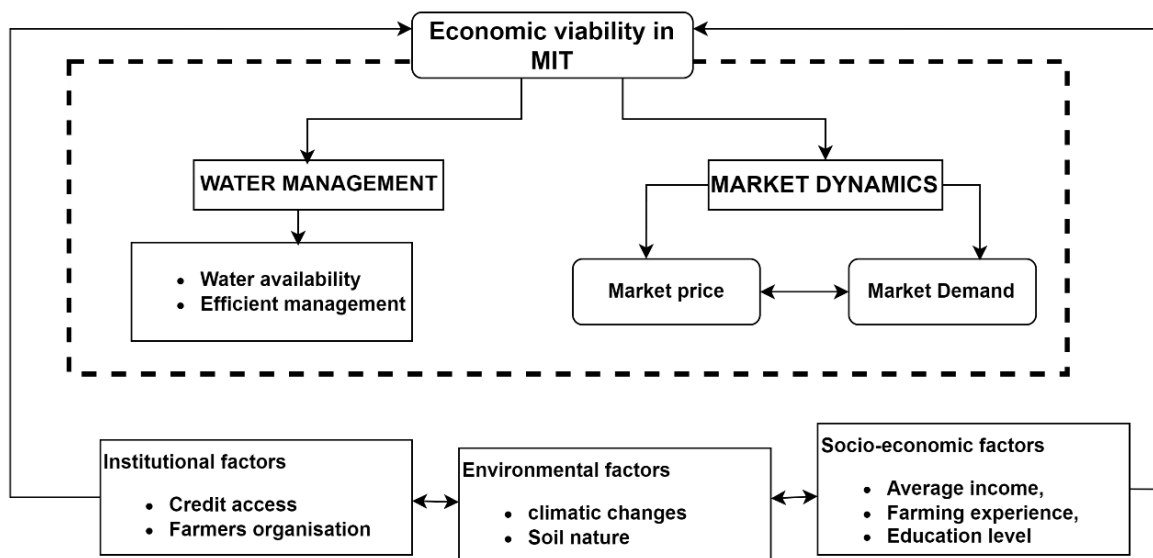 Economic viability in
MIT
WATER MANAGEMENT
MARKET DYNAMICS
• Water availability
• Efficient management
Market price
Market Demand
Institutional factors
• Credit access
• Farmers organisation
Environmental factors
• climatic changes
• Soil nature
Socio-economic factors
• Average income,
• Farming experience,
• Education level